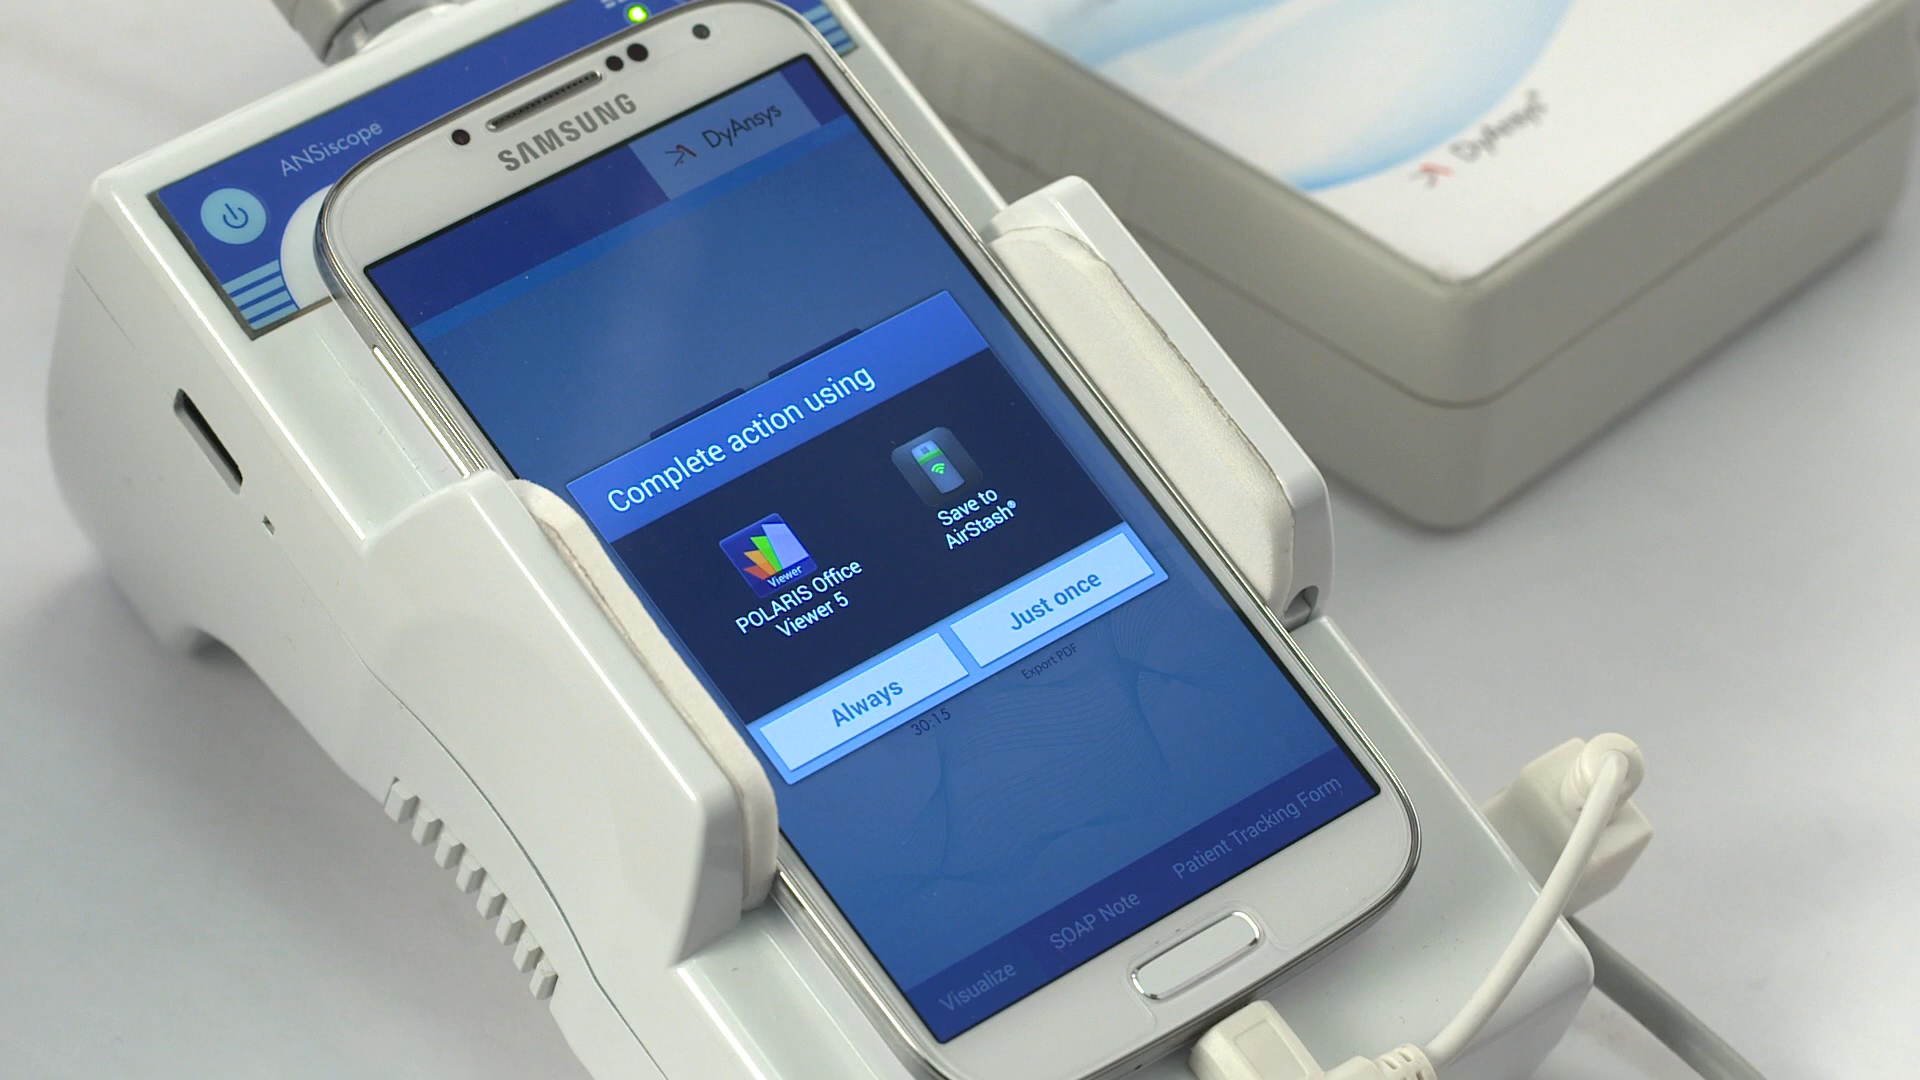 ANSiscope
SAMSUNG
DyAnsys
DyAnsys
Complete action using
Viewer
POLARIS Office
Viewer 5
Save to
AirStash®
Always
Just once
30:15
Export PDF
Visualize
SOAP Note
Patient Tracking Form